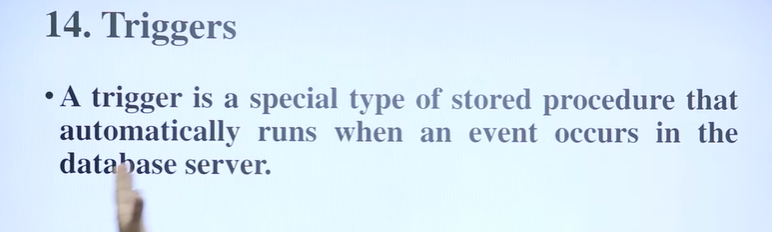 14. Triggers
• A trigger is a special type of stored procedure that
automatically runs when an event occurs in the
database server.